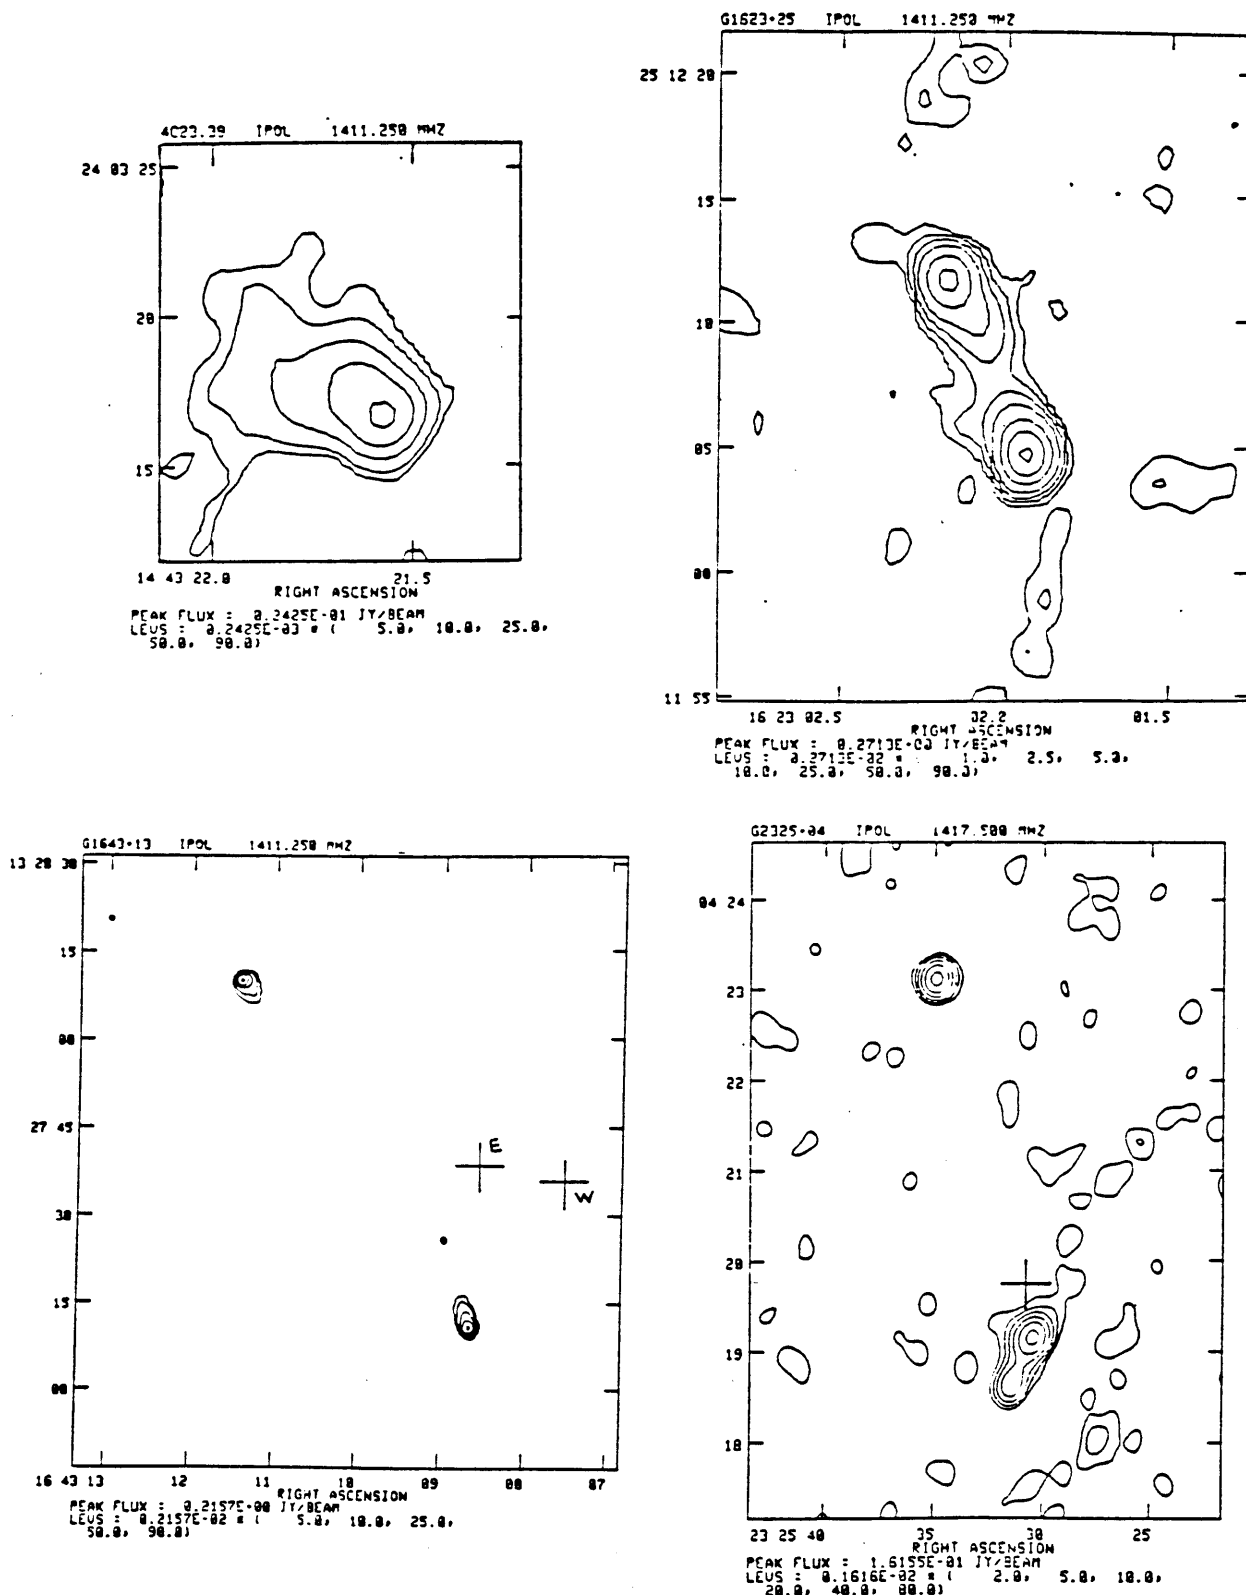 4C23.39 IPOL 1411.250 MHZ
24 03 25
20
15
14 43 22.0 21.5
RIGHT ASCENSION
PEAK FLUX = 0.2425E-01 JY/BEAM
LEVS = 0.2425E-03 * ( 5.0, 10.0, 25.0,
50.0, 90.0)
G1623+25 IPOL 1411.250 MHZ
25 12 20
15
10
05
00
11 55
16 23 02.5 02.2 01.5
RIGHT ASCENSION
PEAK FLUX = 0.2713E+00 JY/BEAM
LEVS = 0.2713E-02 * ( 1.0, 2.5, 5.0,
10.0, 25.0, 50.0, 90.0)
G1643+13 IPOL 1411.250 MHZ
13 28 30
15
00
27 45
30
15
00
E
W
16 43 13 12 11 10 09 08 07
RIGHT ASCENSION
PEAK FLUX = 0.2157E+00 JY/BEAM
LEVS = 0.2157E-02 * ( 5.0, 10.0, 25.0,
50.0, 90.0)
G2325+04 IPOL 1417.500 MHZ
04 24
23
22
21
20
19
18
23 25 40 35 30 25
RIGHT ASCENSION
PEAK FLUX = 1.6155E-01 JY/BEAM
LEVS = 0.1616E-02 * ( 2.0, 5.0, 10.0,
20.0, 40.0, 80.0)